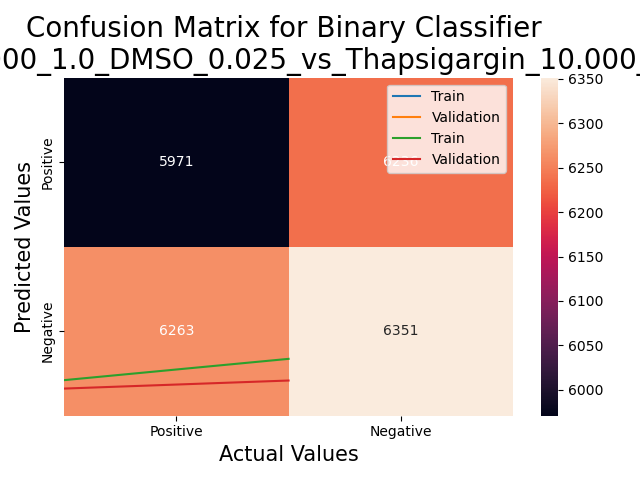 Confusion Matrix for Binary Classifier
00_1.0_DMSO_0.025_vs_Thapsigargin_10.000_
Train
Validation
Train
Validation
Predicted Values
Positive
Negative
5971
6263
6351
Positive
Negative
Actual Values
6350
6300
6250
6200
6150
6100
6050
6000